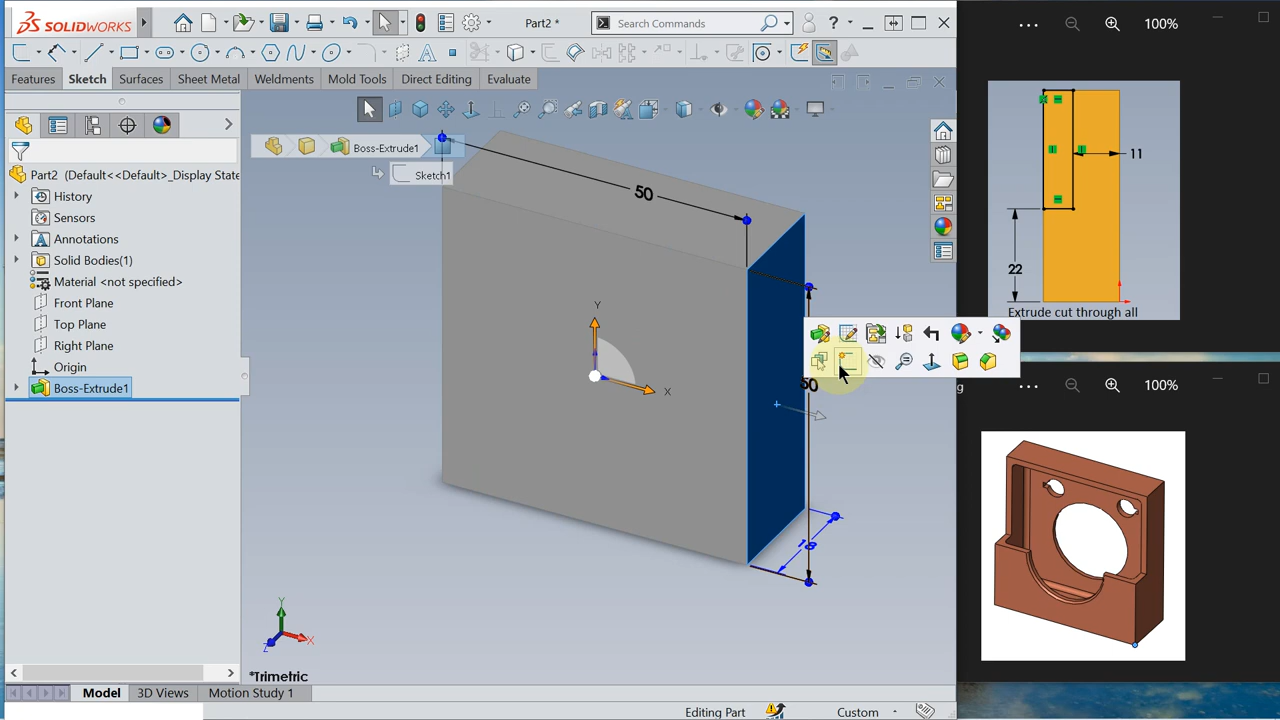 SOLIDWORKS
Part2 *
Search Commands
100%
Features
Sketch
Surfaces
Sheet Metal
Weldments
Mold Tools
Direct Editing
Evaluate
Boss-Extrude1
Sketch1
Part2 (Default<<Default>_Display State
History
Sensors
Annotations
Solid Bodies(1)
Material <not specified>
Front Plane
Top Plane
Right Plane
Origin
Boss-Extrude1
50
Y
X
50
18
Y
X
Z
*Trimetric
11
22
Extrude cut through all
g
100%
Model
3D Views
Motion Study 1
Editing Part
Custom